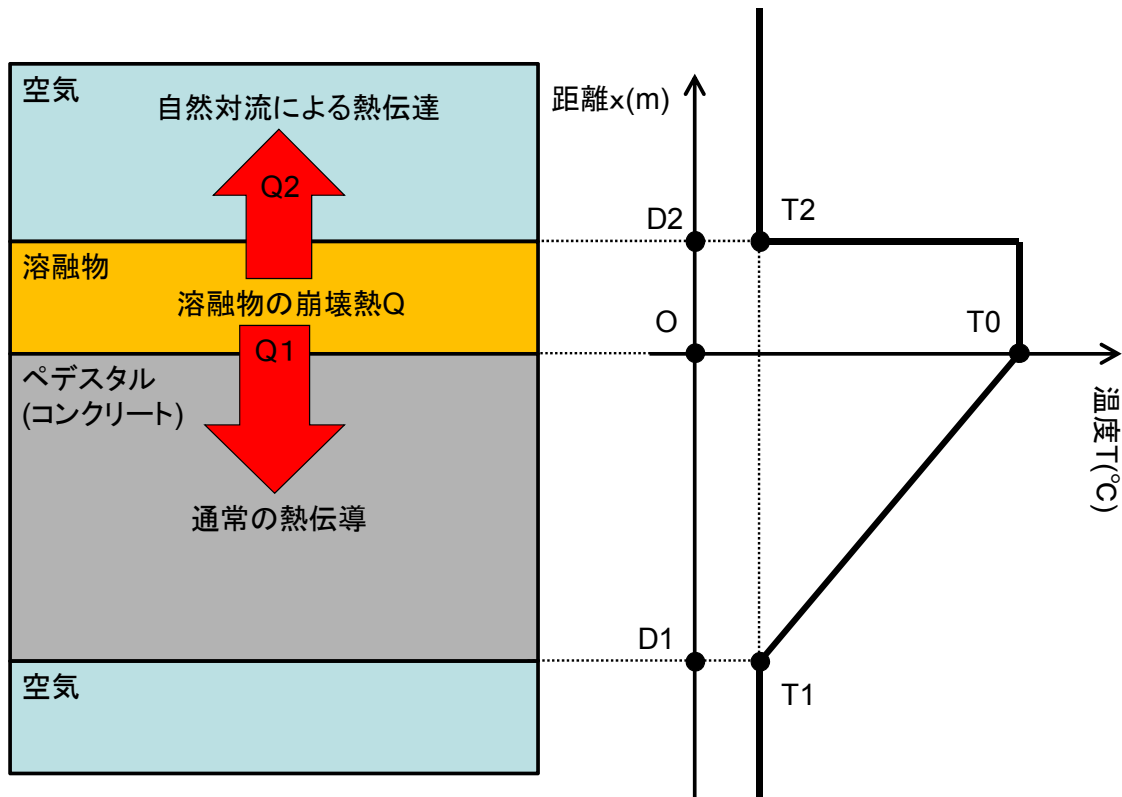 空気
自然対流による熱伝達
Q2
溶融物
溶融物の崩壊熱Q
Q1
ペデスタル
(コンクリート)
通常の熱伝導
空気
距離x(m)
D2
T2
O
T0
温度T(℃)
D1
T1